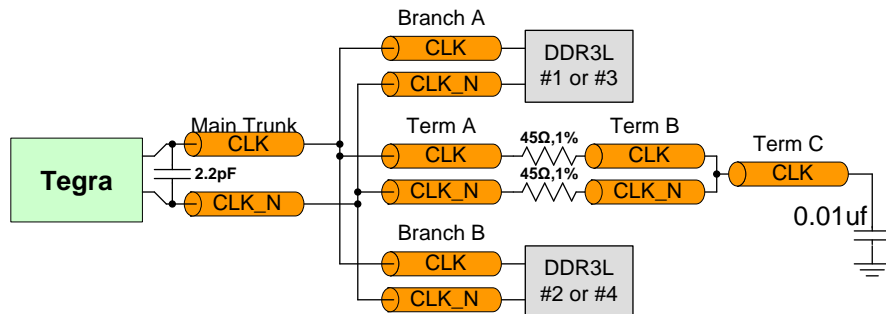 Branch A
CLK
CLK_N
DDR3L
#1 or #3
Main Trunk
CLK
CLK_N
Tegra
2.2pF
Term A
CLK
CLK_N
45Ω,1%
45Ω,1%
Term B
CLK
CLK_N
Term C
CLK
0.01uf
Branch B
CLK
CLK_N
DDR3L
#2 or #4